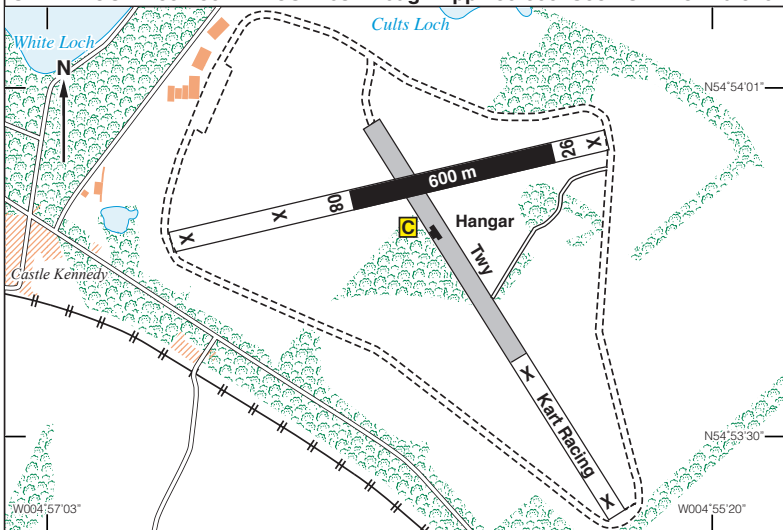 White Loch
Cults Loch
N
N54°54'01"
X
26
600 m
08
X
X
C
Hangar
Twy
Castle Kennedy
X
Kart Racing
N54°53'30"
X
W004°57'03"
W004°55'20"